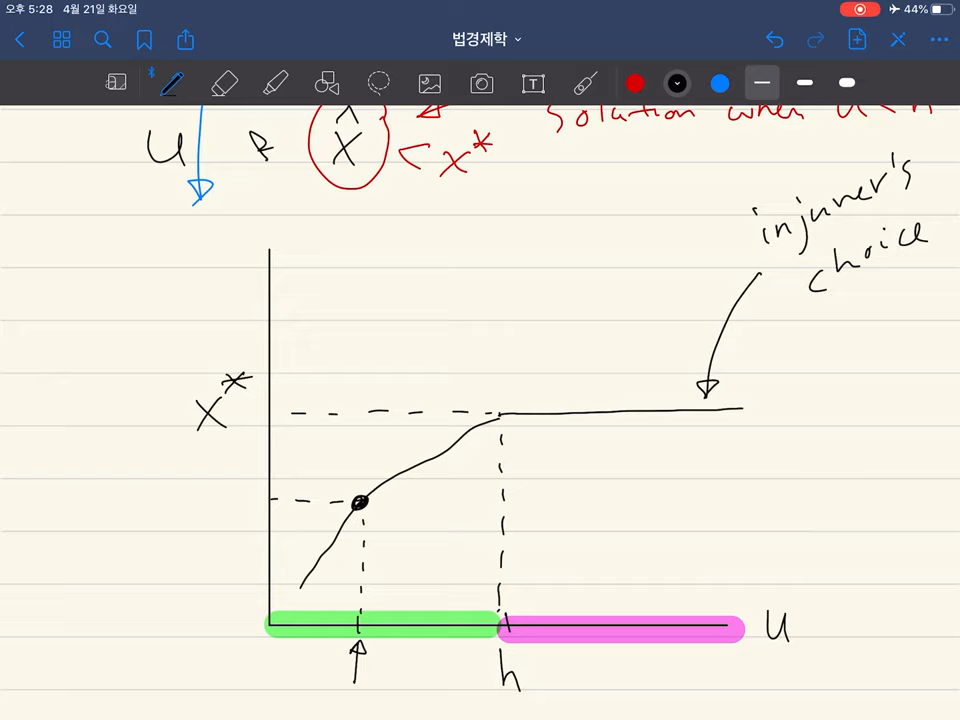 오후 5:28 4월 21일 화요일
44%
법경제학
T
Solution when u < h
u & x̂ < x*
injurer's
choice
x*
u
h